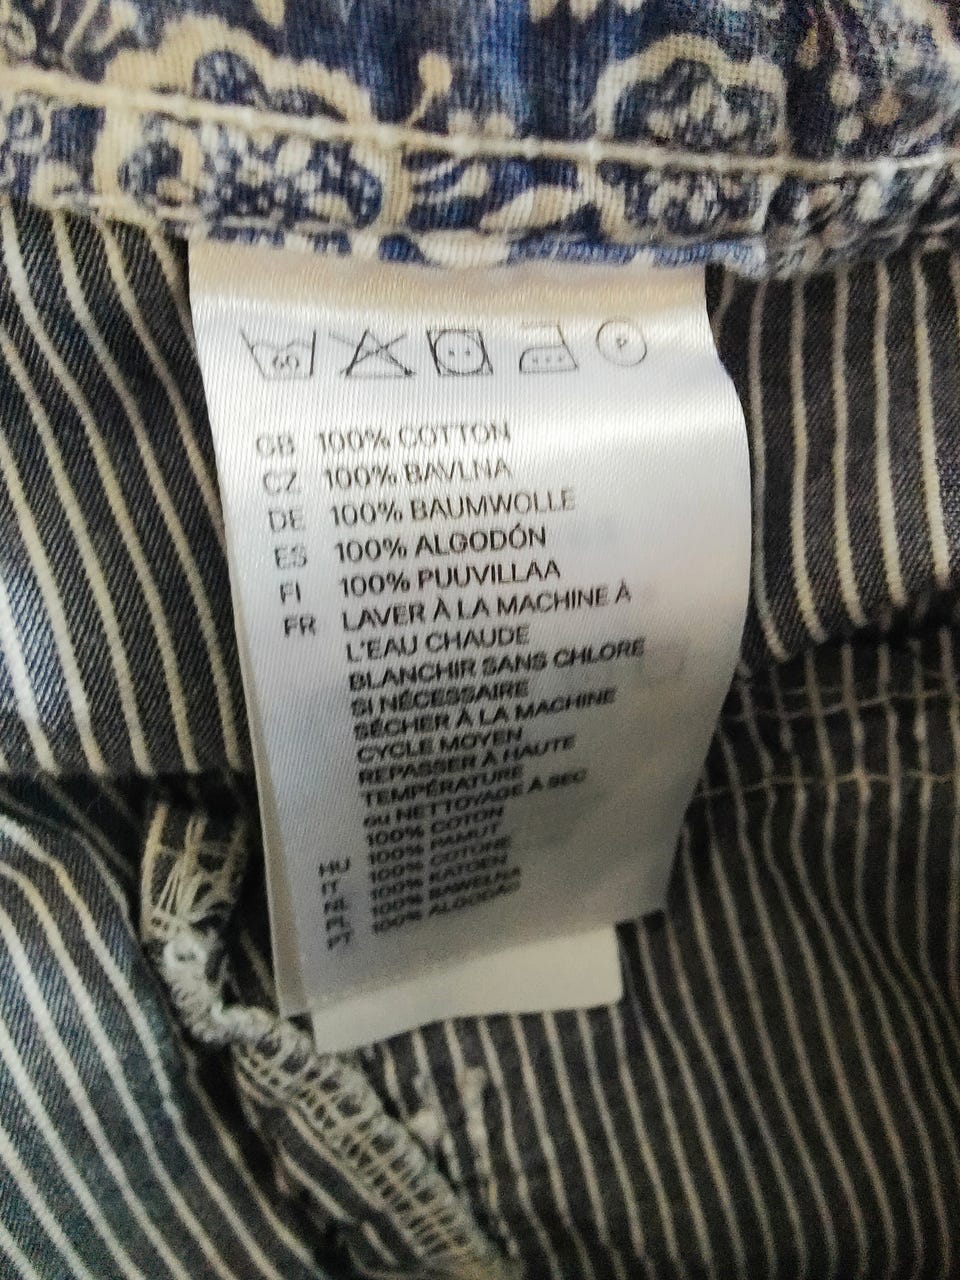 P
GB 100% COTTON
CZ 100% BAVLNA
DE 100% BAUMWOLLE
ES 100% ALGODÓN
FI 100% PUUVILLAA
FR LAVER À LA MACHINE À
L'EAU CHAUDE
BLANCHIR SANS CHLORE
SI NÉCESSAIRE
SÉCHER À LA MACHINE
CYCLE MOYEN
REPASSER À HAUTE
TEMPÉRATURE
ou NETTOYAGE A SEC
100% COTON
HU 100% PAMUT
IT 100% COTONE
NL 100% KATOEN
PL 100% BAWEŁNA
PT 100% ALGODAO